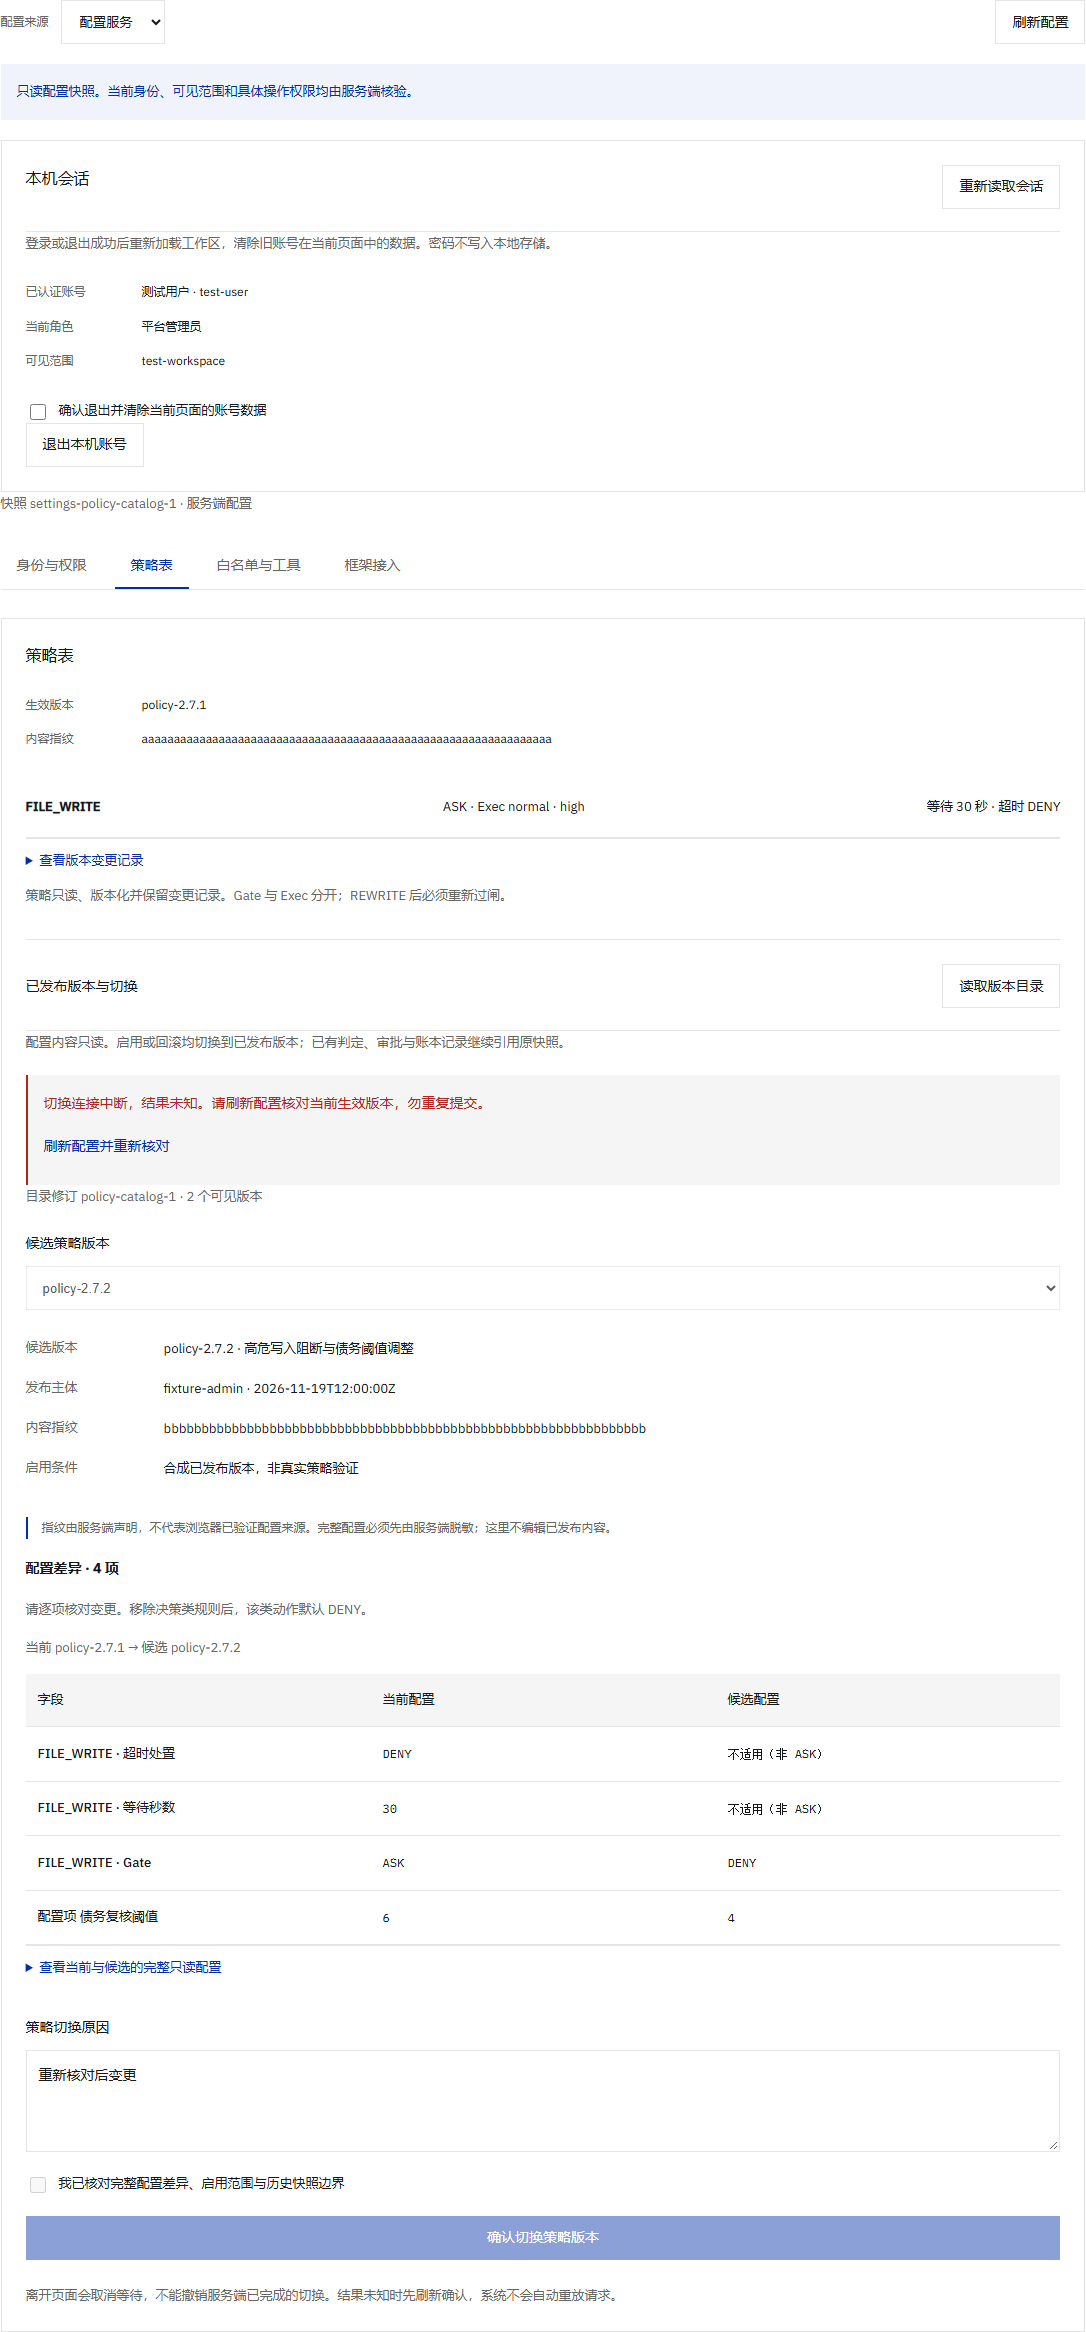 配置来源 配置服务 刷新配置
只读配置快照。当前身份、可见范围和具体操作权限均由服务端核验。
本机会话 重新读取会话
登录或退出成功后重新加载工作区，清除旧账号在当前页面中的数据。密码不写入本地存储。
已认证账号 测试用户 · test-user
当前角色 平台管理员
可见范围 test-workspace
确认退出并清除当前页面的账号数据
退出本机账号
快照 settings-policy-catalog-1 · 服务端配置
身份与权限 策略表 白名单与工具 框架接入
策略表
生效版本 policy-2.7.1
内容指纹 aaaaaaaaaaaaaaaaaaaaaaaaaaaaaaaaaaaaaaaaaaaaaaaaaaaaaaaaaaaaaaaa
FILE_WRITE ASK · Exec normal · high 等待 30 秒 · 超时 DENY
查看版本变更记录
策略只读、版本化并保留变更记录。Gate 与 Exec 分开；REWRITE 后必须重新过闸。
已发布版本与切换 读取版本目录
配置内容只读。启用或回滚均切换到已发布版本；已有判定、审批与账本记录继续引用原快照。
切换连接中断，结果未知。请刷新配置核对当前生效版本，勿重复提交。
刷新配置并重新核对
目录修订 policy-catalog-1 · 2 个可见版本
候选策略版本
policy-2.7.2
候选版本 policy-2.7.2 · 高危写入阻断与债务阈值调整
发布主体 fixture-admin · 2026-11-19T12:00:00Z
内容指纹 bbbbbbbbbbbbbbbbbbbbbbbbbbbbbbbbbbbbbbbbbbbbbbbbbbbbbbbbbbbbbbbb
启用条件 合成已发布版本，非真实策略验证
指纹由服务端声明，不代表浏览器已验证配置来源。完整配置必须先由服务端脱敏；这里不编辑已发布内容。
配置差异 · 4 项
请逐项核对变更。移除决策类规则后，该类动作默认 DENY。
当前 policy-2.7.1 → 候选 policy-2.7.2
字段 当前配置 候选配置
FILE_WRITE · 超时处置 DENY 不适用（非 ASK）
FILE_WRITE · 等待秒数 30 不适用（非 ASK）
FILE_WRITE · Gate ASK DENY
配置项 债务复核阈值 6 4
查看当前与候选的完整只读配置
策略切换原因
重新核对后变更
我已核对完整配置差异、启用范围与历史快照边界
确认切换策略版本
离开页面会取消等待，不能撤销服务端已完成的切换。结果未知时先刷新确认，系统不会自动重放请求。